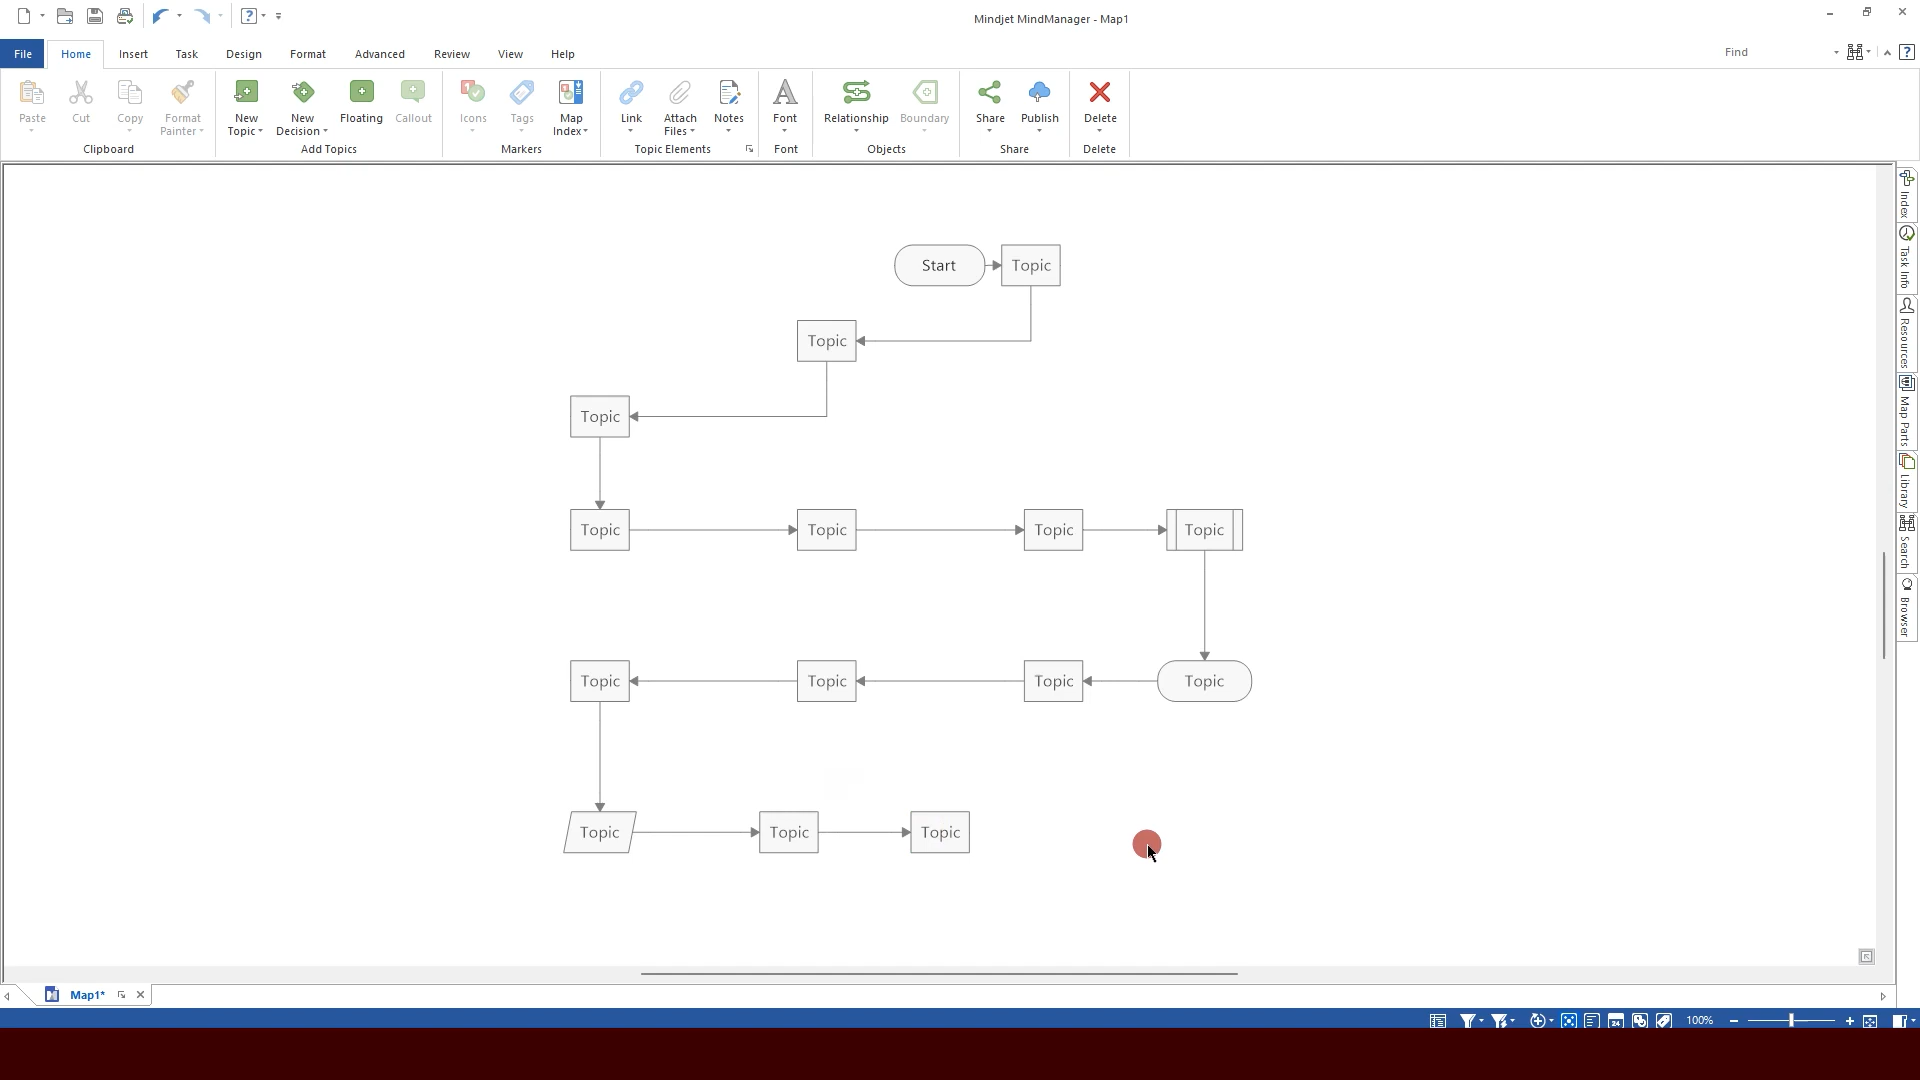 Mindjet MindManager - Map1
File Home Insert Task Design Format Advanced Review View Help Find
Paste Cut Copy Format Painter
Clipboard
New Topic New Decision Floating Callout
Add Topics
Icons Tags Map Index
Markers
Link Attach Files Notes
Topic Elements
Font
Font
Relationship Boundary
Objects
Share Publish
Share
Delete
Delete
Start Topic
Topic
Topic
Topic Topic Topic Topic
Topic Topic Topic Topic
Topic Topic Topic
Index
Task Info
Resources
Map Parts
Library
Search
Browser
Map1*
24
100%